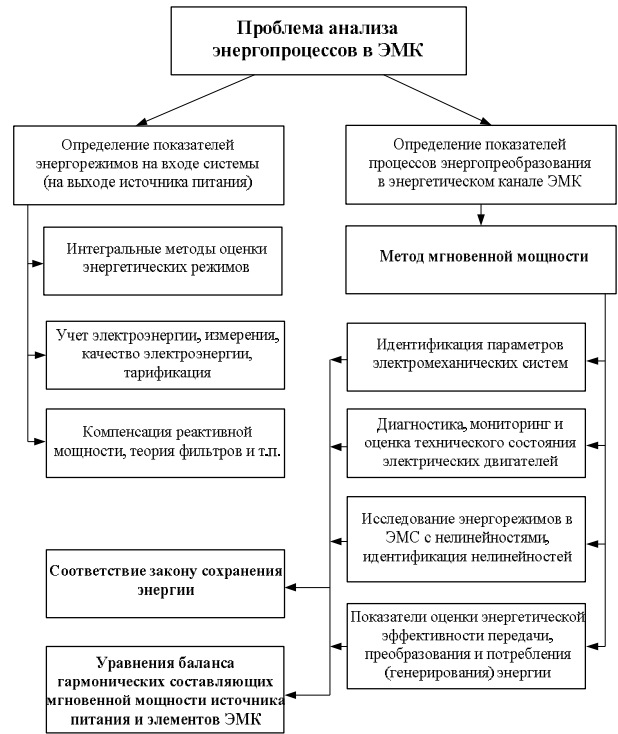 Проблема анализа
энергопроцессов в ЭМК
Определение показателей
энергорежимов на входе системы
(на выходе источника питания)
Интегральные методы оценки
энергетических режимов
Учет электроэнергии, измерения,
качество электроэнергии,
тарификация
Компенсация реактивной
мощности, теория фильтров и т.п.
Определение показателей
процессов энергопреобразования
в энергетическом канале ЭМК
Метод мгновенной мощности
Идентификация параметров
электромеханических систем
Диагностика, мониторинг и
оценка технического состояния
электрических двигателей
Исследование энергорежимов в
ЭМС с нелинейностями,
идентификация нелинейностей
Показатели оценки энергетической
эффективности передачи,
преобразования и потребления
(генерирования) энергии
Соответствие закону сохранения
энергии
Уравнения баланса
гармонических составляющих
мгновенной мощности источника
питания и элементов ЭМК